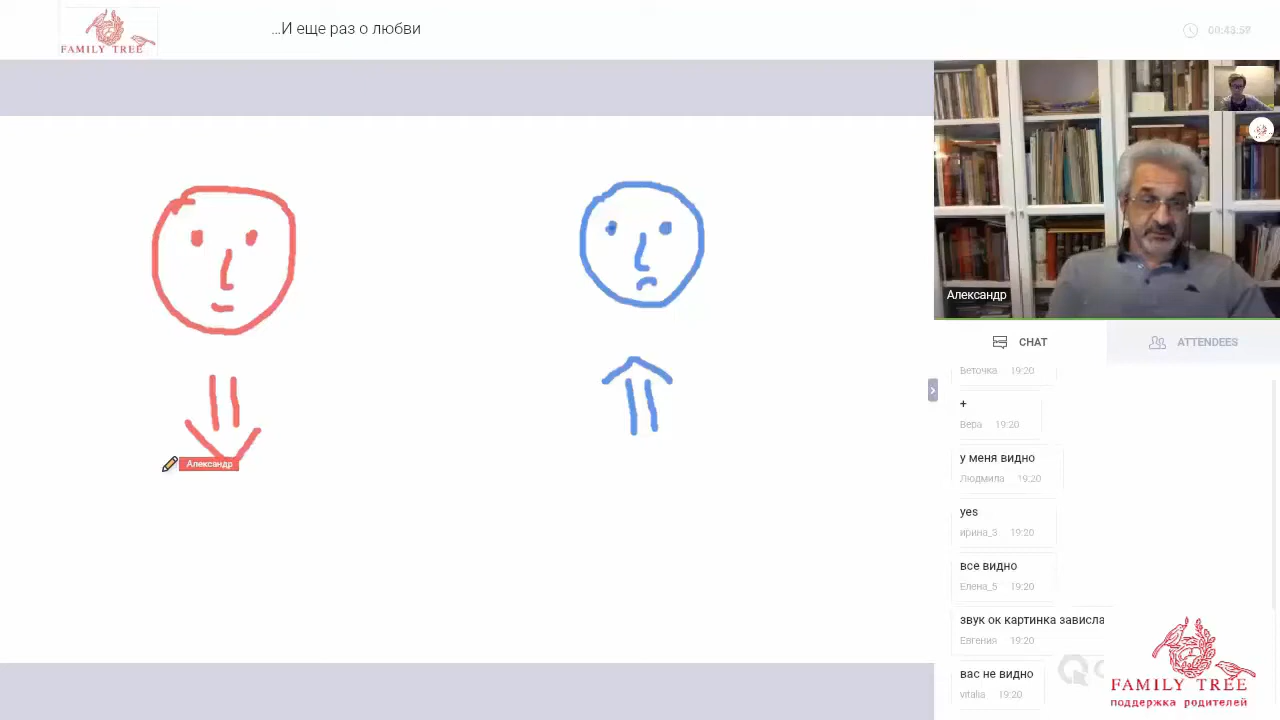 FAMILY TREE
...И еще раз о любви
00:43:59
Александр
Александр
CHAT
ATTENDEES
Веточка 19:20
+
Вера 19:20
у меня видно
Людмила 19:20
yes
ирина_3 19:20
все видно
Елена_5 19:20
звук ок картинка зависла
Евгения 19:20
вас не видно
vitalia 19:20
FAMILY TREE
поддержка родителей